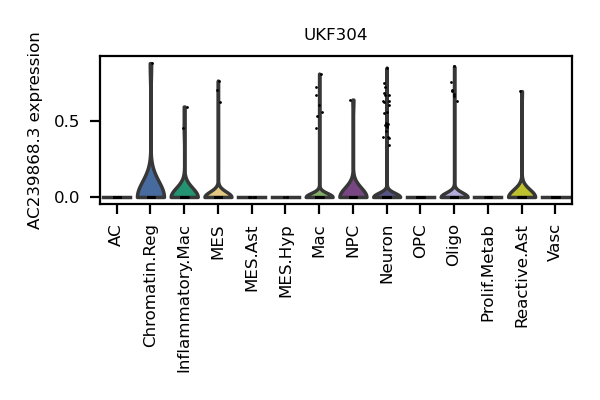 UKF304
AC239868.3 expression
0.5
0.0
AC
Chromatin.Reg
Inflammatory.Mac
MES
MES.Ast
MES.Hyp
Mac
NPC
Neuron
OPC
Oligo
Prolif.Metab
Reactive.Ast
Vasc